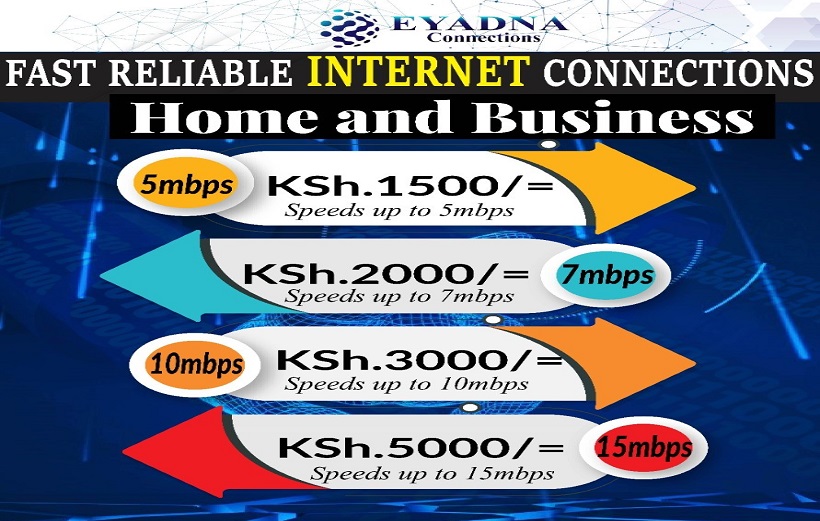 EYADNA
Connections
FAST RELIABLE INTERNET CONNECTIONS
Home and Business
5mbps
KSh.1500/=
Speeds up to 5mbps
KSh.2000/=
7mbps
Speeds up to 7mbps
10mbps
KSh.3000/=
Speeds up to 10mbps
KSh.5000/=
15mbps
Speeds up to 15mbps